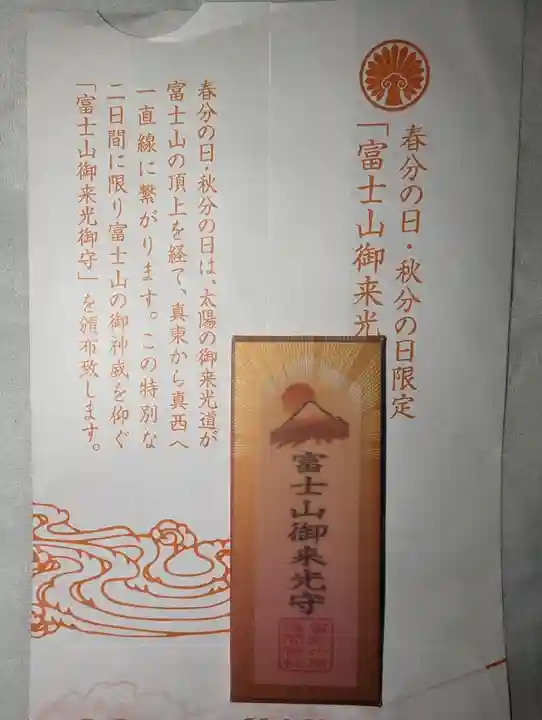 春分の日・秋分の日限定
「富士山御来光
春分の日・秋分の日は、太陽の御来光道が
富士山の頂上を経て、真東から真西へ
一直線に繋がります。この特別な
二日間に限り富士山の御神威を仰ぐ
「富士山御来光御守」を頒布致します。
富士山御来光守